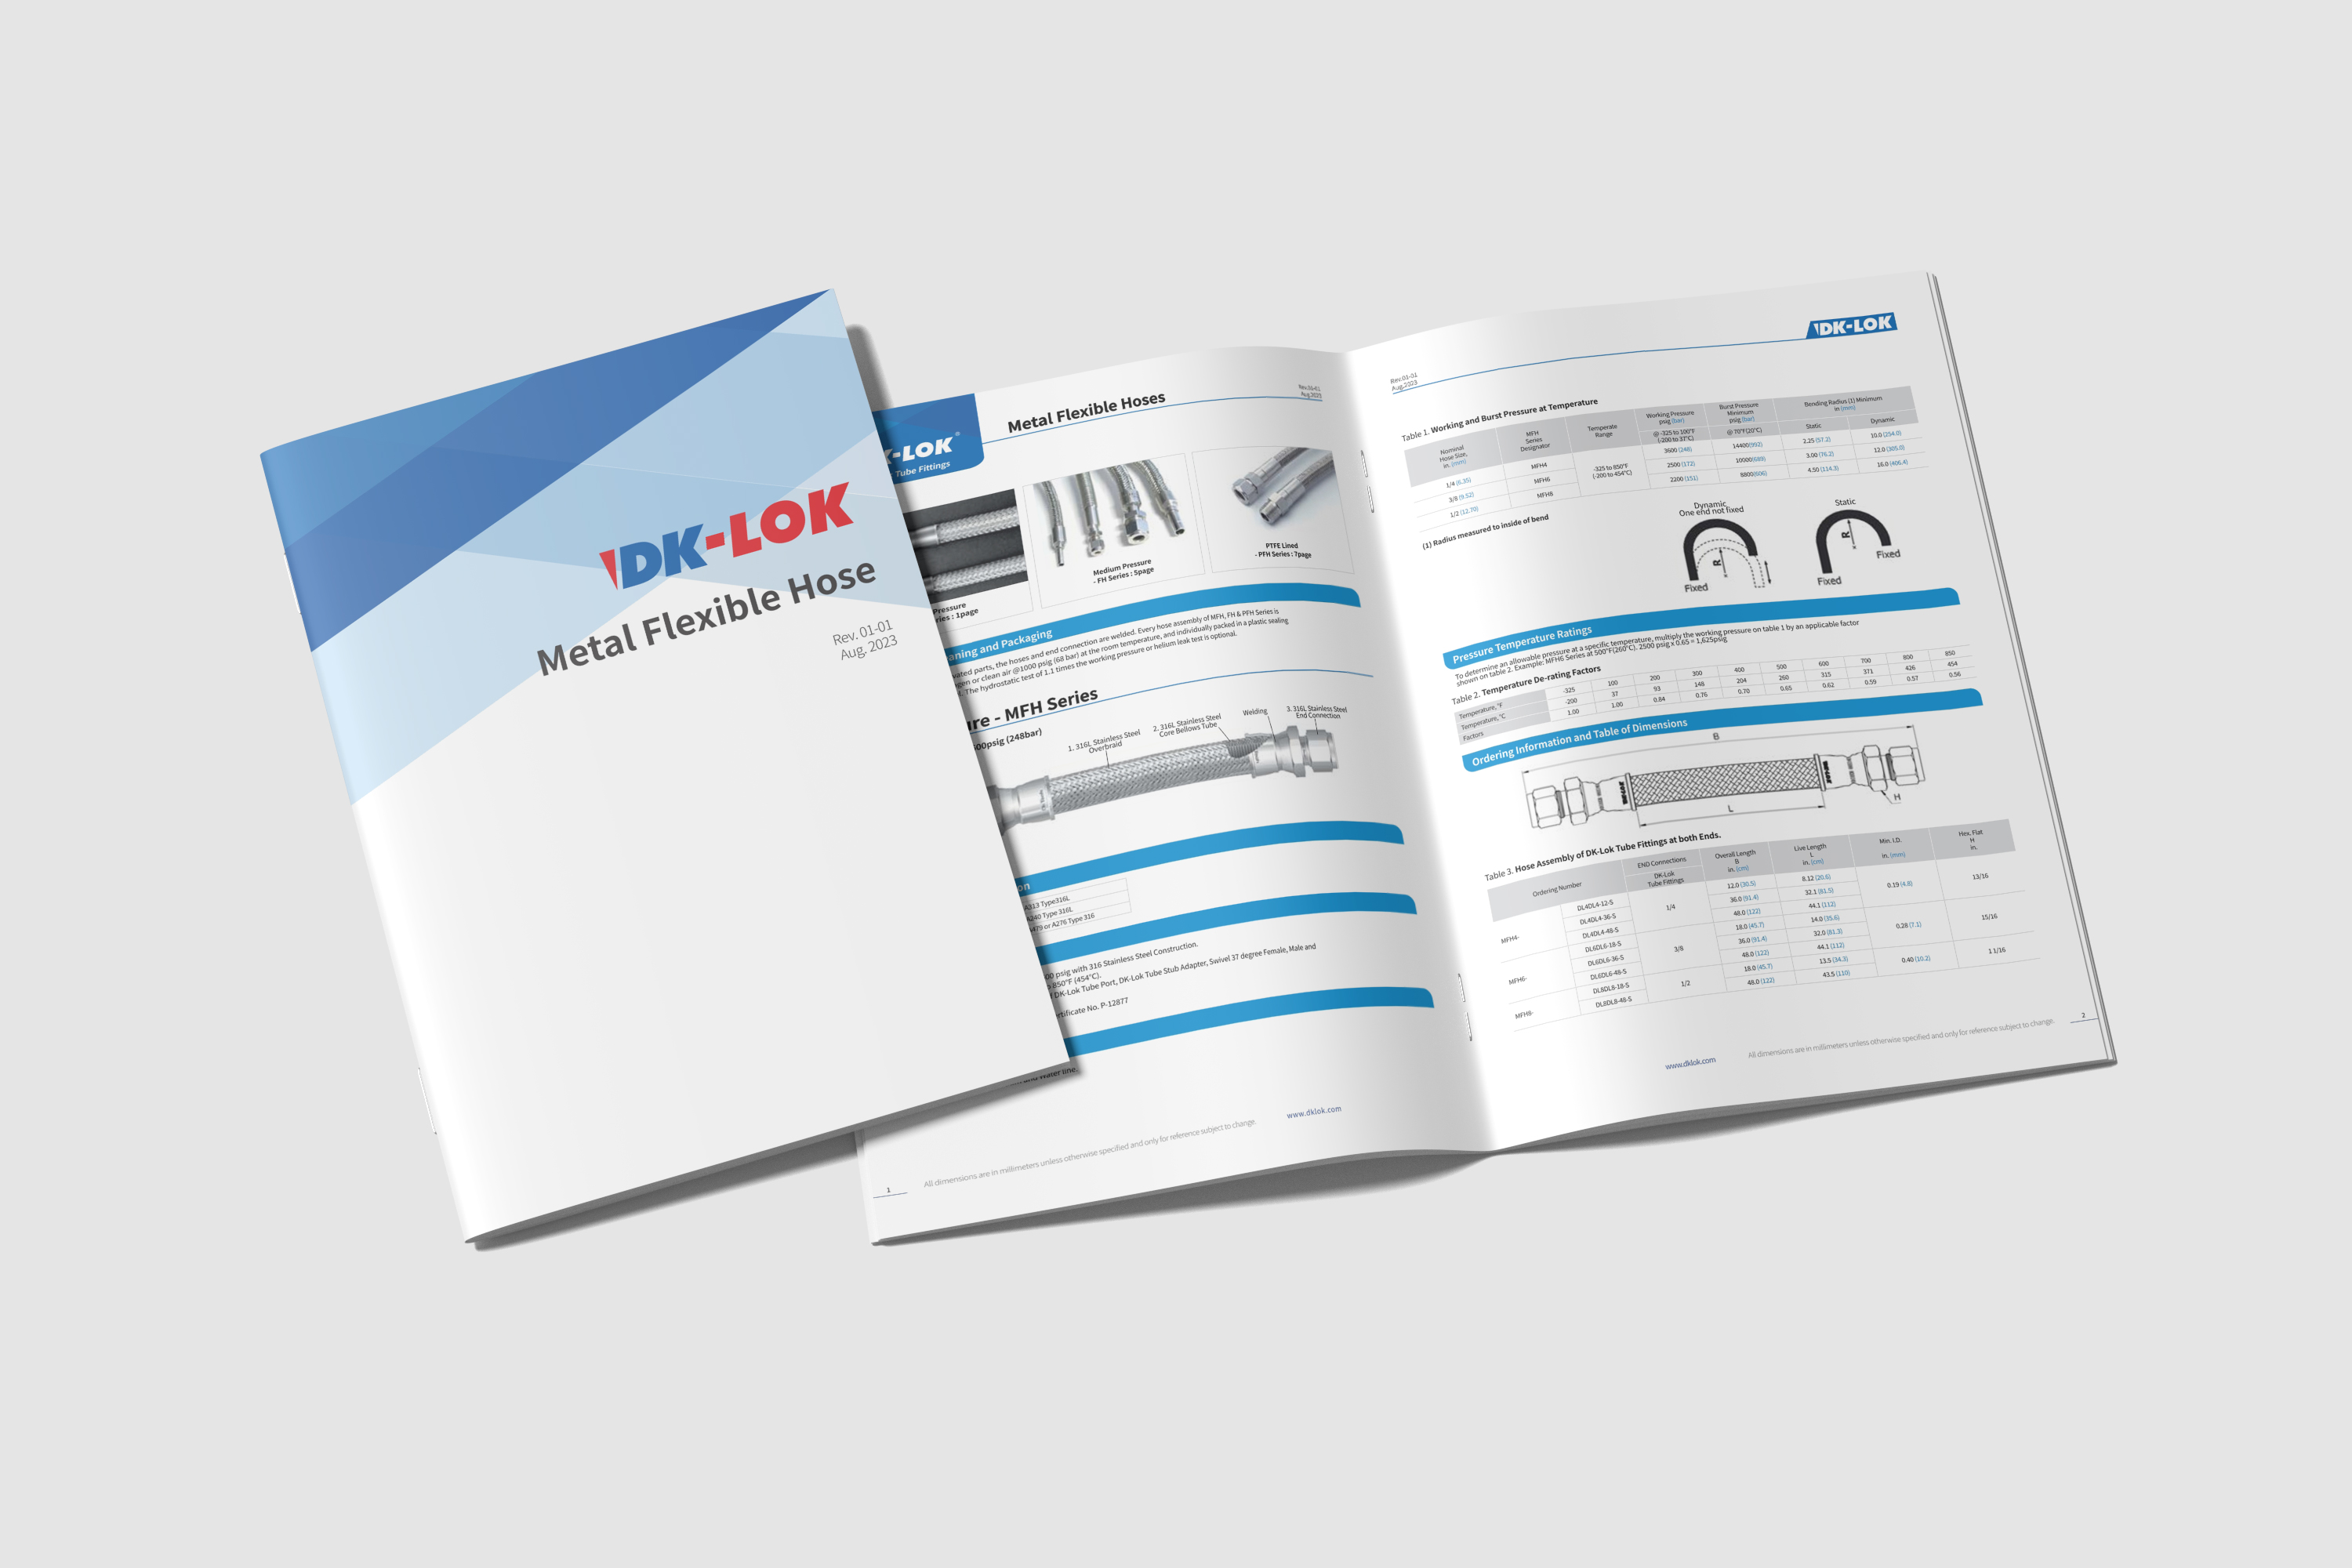 DK-LOK
Metal Flexible Hose
Rev. 01-01
Aug. 2023
-LOK®
Tube Fittings
Metal Flexible Hoses
Rev.01-01
Aug.2023
Pressure
: 1page
Medium Pressure
- FH Series : 5page
PTFE Lined
- PFH Series : 7page
and Packaging
parts, the hoses and end connection are welded. Every hose assembly of MFH, FH & PFH Series is
or clean air @1000 psig (68 bar) at the room temperature, and individually packed in a plastic sealing
The hydrostatic test of 1.1 times the working pressure or helium leak test is optional.
- MFH Series
psig (248bar)
1. 316L Stainless Steel
Overbraid
2. 316L Stainless Steel
Core Bellows Tube
Welding
3. 316L Stainless Steel
End Connection
A313 Type316L
A240 Type 316L
or A276 Type 316
psig with 316 Stainless Steel Construction.
850°F (454°C).
DK-Lok Tube Port, DK-Lok Tube Stub Adapter, Swivel 37 degree Female, Male and
No. P-12877
water line.
www.dklok.com
All dimensions are in millimeters unless otherwise specified and only for reference subject to change.
1
DK-LOK
Rev.01-01
Aug.2023
Table 1. Working and Burst Pressure at Temperature
Nominal Hose Size, in. (mm) MFH Series Designator Temperate Range Working Pressure psig (bar) Burst Pressure Minimum psig (bar) Bending Radius (1) Minimum in (mm)
@ -325 to 100°F (-200 to 37°C) @ 70°F(20°C) Static Dynamic
1/4 (6.35) MFH4 3600 (248) 14400(992) 2.25 (57.2) 10.0 (254.0)
3/8 (9.52) MFH6 -325 to 850°F (-200 to 454°C) 2500 (172) 10000(689) 3.00 (76.2) 12.0 (305.0)
1/2 (12.70) MFH8 2200 (151) 8800(606) 4.50 (114.3) 16.0 (406.4)
(1) Radius measured to inside of bend
Dynamic
One end not fixed
R
Fixed
Static
R
Fixed
Fixed
Pressure Temperature Ratings
To determine an allowable pressure at a specific temperature, multiply the working pressure on table 1 by an applicable factor
shown on table 2. Example: MFH6 Series at 500°F(260°C). 2500 psig x 0.65 = 1,625psig
Table 2. Temperature De-rating Factors
Temperature, °F -325 100 200 300 400 500 600 700 800 850
Temperature, °C -200 37 93 148 204 260 315 371 426 454
Factors 1.00 1.00 0.84 0.76 0.70 0.65 0.62 0.59 0.57 0.56
Ordering Information and Table of Dimensions
B
L
H
Table 3. Hose Assembly of DK-Lok Tube Fittings at both Ends.
Ordering Number END Connections Overall Length B in. (cm) Live Length L in. (cm) Min. I.D. in. (mm) Hex. Flat H in.
DK-Lok Tube Fittings
MFH4- DL4DL4-12-S 1/4 12.0 (30.5) 8.12 (20.6) 0.19 (4.8) 13/16
DL4DL4-36-S 36.0 (91.4) 32.1 (81.5)
DL4DL4-48-S 48.0 (122) 44.1 (112)
MFH6- DL6DL6-18-S 3/8 18.0 (45.7) 14.0 (35.6) 0.28 (7.1) 15/16
DL6DL6-36-S 36.0 (91.4) 32.0 (81.3)
DL6DL6-48-S 48.0 (122) 44.1 (112)
MFH8- DL8DL8-18-S 1/2 18.0 (45.7) 13.5 (34.3) 0.40 (10.2) 1 1/16
DL8DL8-48-S 48.0 (122) 43.5 (110)
www.dklok.com
All dimensions are in millimeters unless otherwise specified and only for reference subject to change.
2